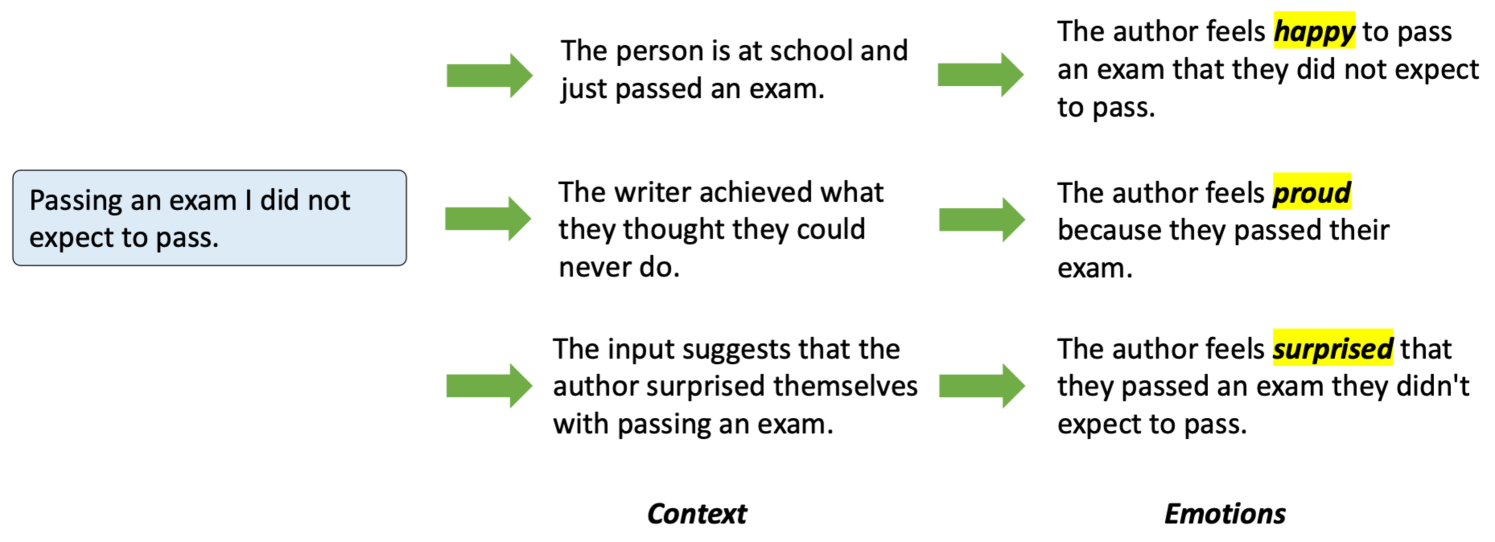 Passing an exam I did not
expect to pass.
The person is at school and
just passed an exam.
The author feels happy to pass
an exam that they did not expect
to pass.
The writer achieved what
they thought they could
never do.
The author feels proud
because they passed their
exam.
The input suggests that the
author surprised themselves
with passing an exam.
The author feels surprised that
they passed an exam they didn't
expect to pass.
Context
Emotions